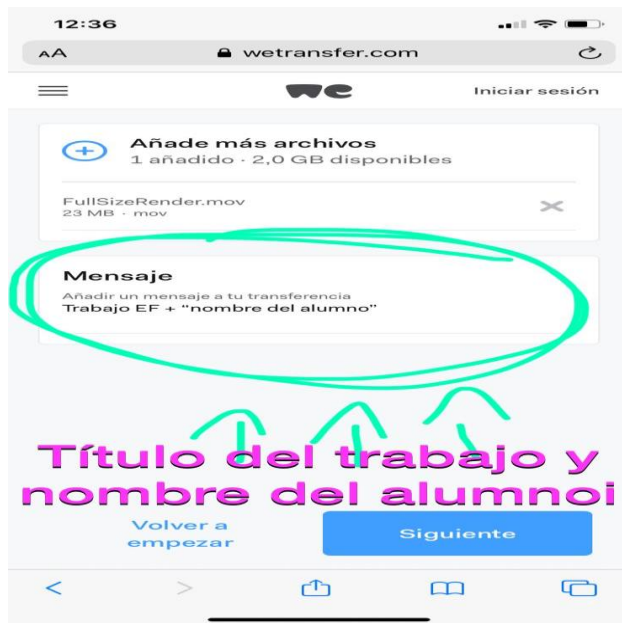 12:36
AA wetransfer.com
we Iniciar sesión
Añade más archivos
1 añadido · 2,0 GB disponibles
FullSizeRender.mov
23 MB · mov
Mensaje
Añadir un mensaje a tu transferencia
Trabajo EF + “nombre del alumno”
Título del trabajo y
nombre del alumnoi
Volver a
empezar
Siguiente